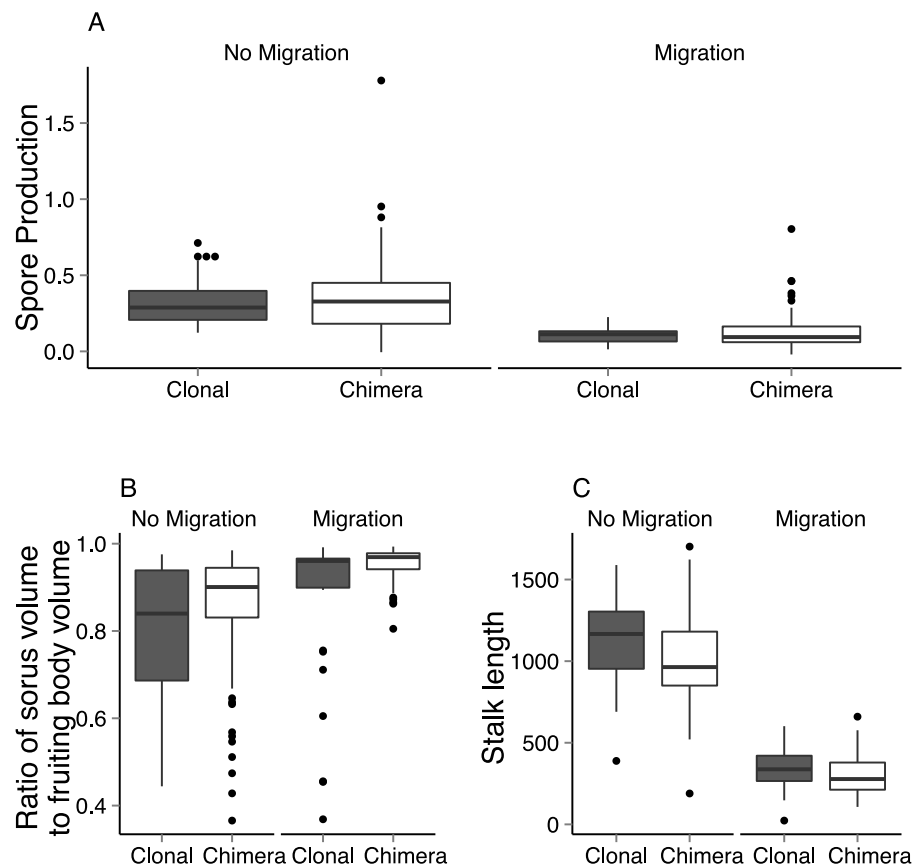 A
No Migration
Migration
Spore Production
1.5
1.0
0.5
0.0
Clonal
Chimera
Clonal
Chimera
B
No Migration
Migration
Ratio of sorus volume
to fruiting body volume
1.0
0.8
0.6
0.4
Clonal
Chimera
Clonal
Chimera
C
No Migration
Migration
Stalk length
1500
1000
500
0
Clonal
Chimera
Clonal
Chimera